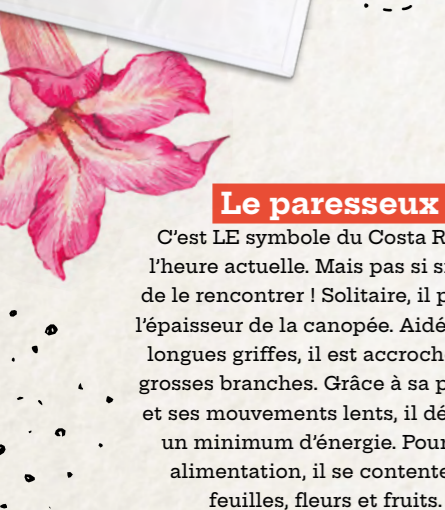 Le paresseux
C'est LE symbole du Costa R
l'heure actuelle. Mais pas si si
de le rencontrer ! Solitaire, il p
l'épaisseur de la canopée. Aidé
longues griffes, il est accroch
grosses branches. Grâce à sa p
et ses mouvements lents, il dé
un minimum d'énergie. Pour
alimentation, il se contente
feuilles, fleurs et fruits.